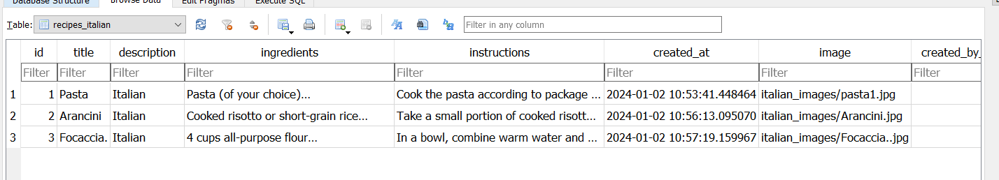 Database Structure Browse Data Edit Pragmas Execute SQL
Table: recipes_italian Filter in any column
id title description ingredients instructions created_at image created_by_
Filter Filter Filter Filter Filter Filter Filter Filter
1 1 Pasta Italian Pasta (of your choice)... Cook the pasta according to package ... 2024-01-02 10:53:41.448464 italian_images/pasta1.jpg
2 2 Arancini Italian Cooked risotto or short-grain rice... Take a small portion of cooked risott... 2024-01-02 10:56:13.095070 italian_images/Arancini.jpg
3 3 Focaccia. Italian 4 cups all-purpose flour... In a bowl, combine warm water and ... 2024-01-02 10:57:19.159967 italian_images/Focaccia..jpg